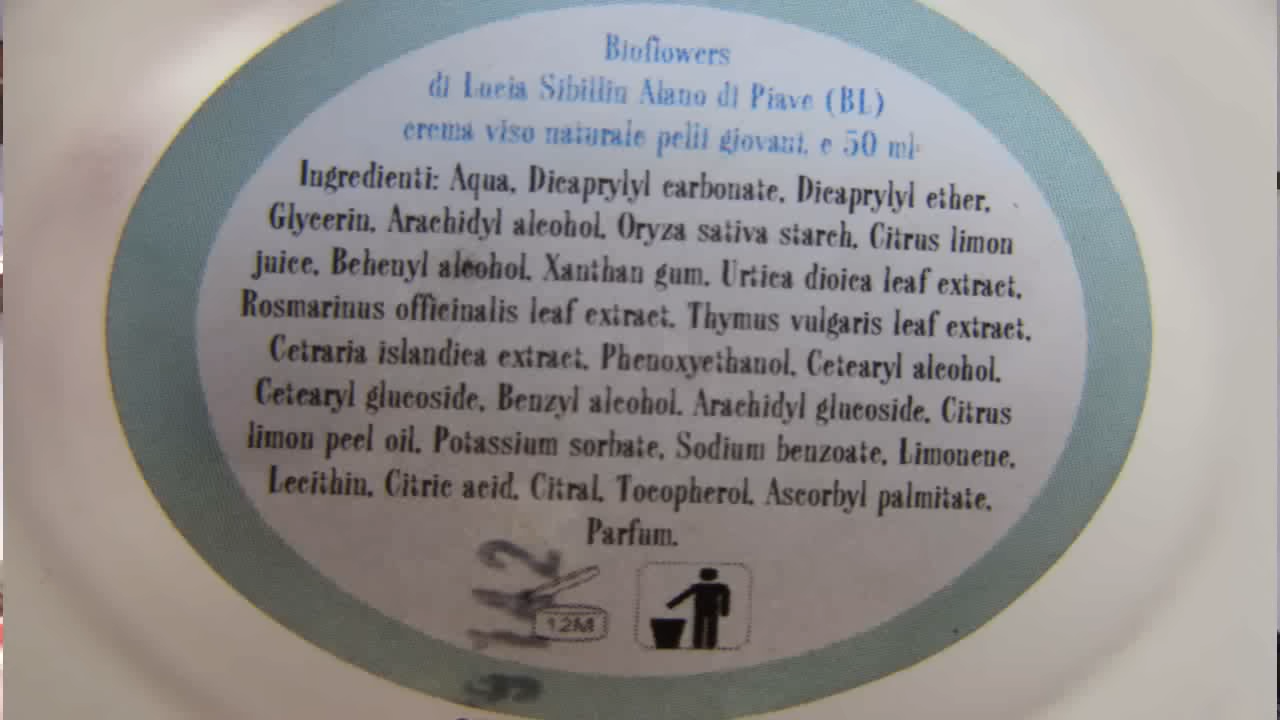 Bioflowers
di Lucia Sibillin Alano di Piave (BL)
crema viso naturale pelli giovani, e 50 ml
Ingredienti: Aqua, Dicaprylyl carbonate, Dicaprylyl ether,
Glycerin, Arachidyl alcohol, Oryza sativa starch, Citrus limon
juice, Behenyl alcohol, Xanthan gum, Urtica dioica leaf extract,
Rosmarinus officinalis leaf extract, Thymus vulgaris leaf extract,
Cetraria islandica extract, Phenoxyethanol, Cetearyl alcohol,
Cetearyl glucoside, Benzyl alcohol, Arachidyl glucoside, Citrus
limon peel oil, Potassium sorbate, Sodium benzoate, Limonene,
Lecithin, Citric acid, Citral, Tocopherol, Ascorbyl palmitate,
Parfum.
12M